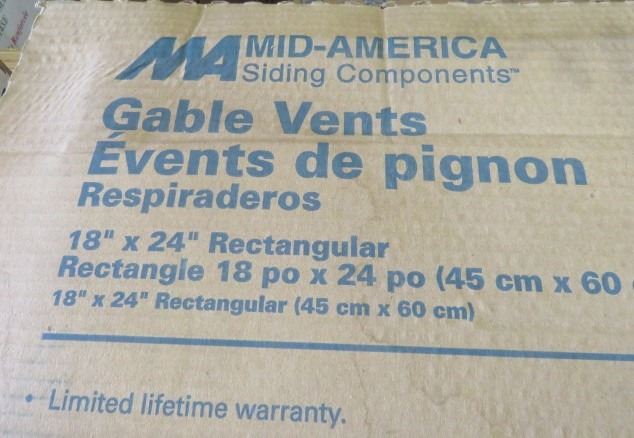 MA MID-AMERICA
Siding Components™
Gable Vents
Évents de pignon
Respiraderos
18" x 24" Rectangular
Rectangle 18 po x 24 po (45 cm x 60
18" x 24" Rectangular (45 cm x 60 cm)
• Limited lifetime warranty.